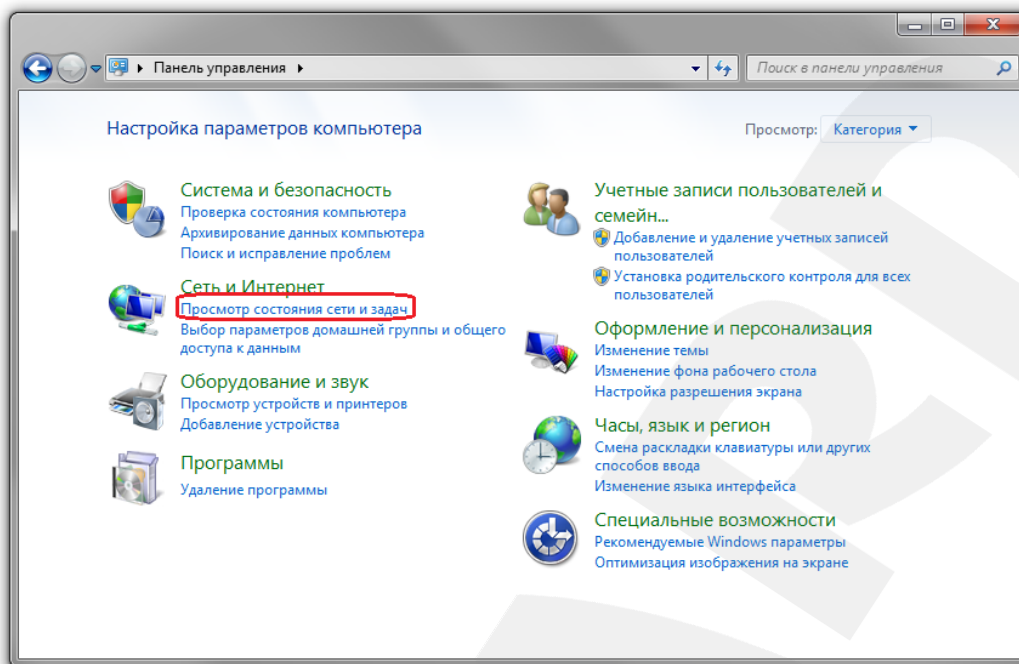 Панель управления
Поиск в панели управления
Настройка параметров компьютера
Просмотр: Категория
Система и безопасность
Проверка состояния компьютера
Архивирование данных компьютера
Поиск и исправление проблем
Сеть и Интернет
Просмотр состояния сети и задач
Выбор параметров домашней группы и общего
доступа к данным
Оборудование и звук
Просмотр устройств и принтеров
Добавление устройства
Программы
Удаление программы
Учетные записи пользователей и
семейн...
Добавление и удаление учетных записей
пользователей
Установка родительского контроля для всех
пользователей
Оформление и персонализация
Изменение темы
Изменение фона рабочего стола
Настройка разрешения экрана
Часы, язык и регион
Смена раскладки клавиатуры или других
способов ввода
Изменение языка интерфейса
Специальные возможности
Рекомендуемые Windows параметры
Оптимизация изображения на экране